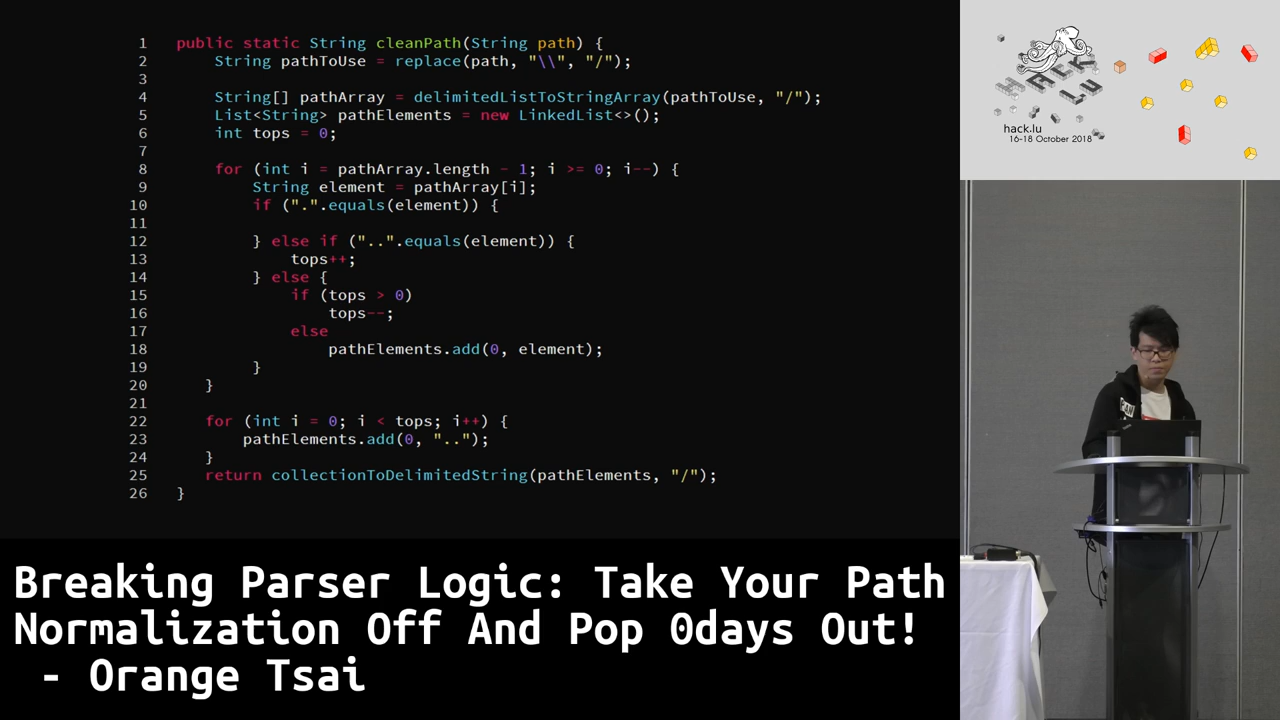 1 public static String cleanPath(String path) {
2 String pathToUse = replace(path, "\\", "/");
3
4 String[] pathArray = delimitedListToStringArray(pathToUse, "/");
5 List<String> pathElements = new LinkedList<>();
6 int tops = 0;
7
8 for (int i = pathArray.length - 1; i >= 0; i--) {
9 String element = pathArray[i];
10 if (".".equals(element)) {
11
12 } else if ("..".equals(element)) {
13 tops++;
14 } else {
15 if (tops > 0)
16 tops--;
17 else
18 pathElements.add(0, element);
19 }
20 }
21
22 for (int i = 0; i < tops; i++) {
23 pathElements.add(0, "..");
24 }
25 return collectionToDelimitedString(pathElements, "/");
26 }
HACK
LU
hack.lu
16-18 October 2018
Breaking Parser Logic: Take Your Path
Normalization Off And Pop 0days Out!
- Orange Tsai